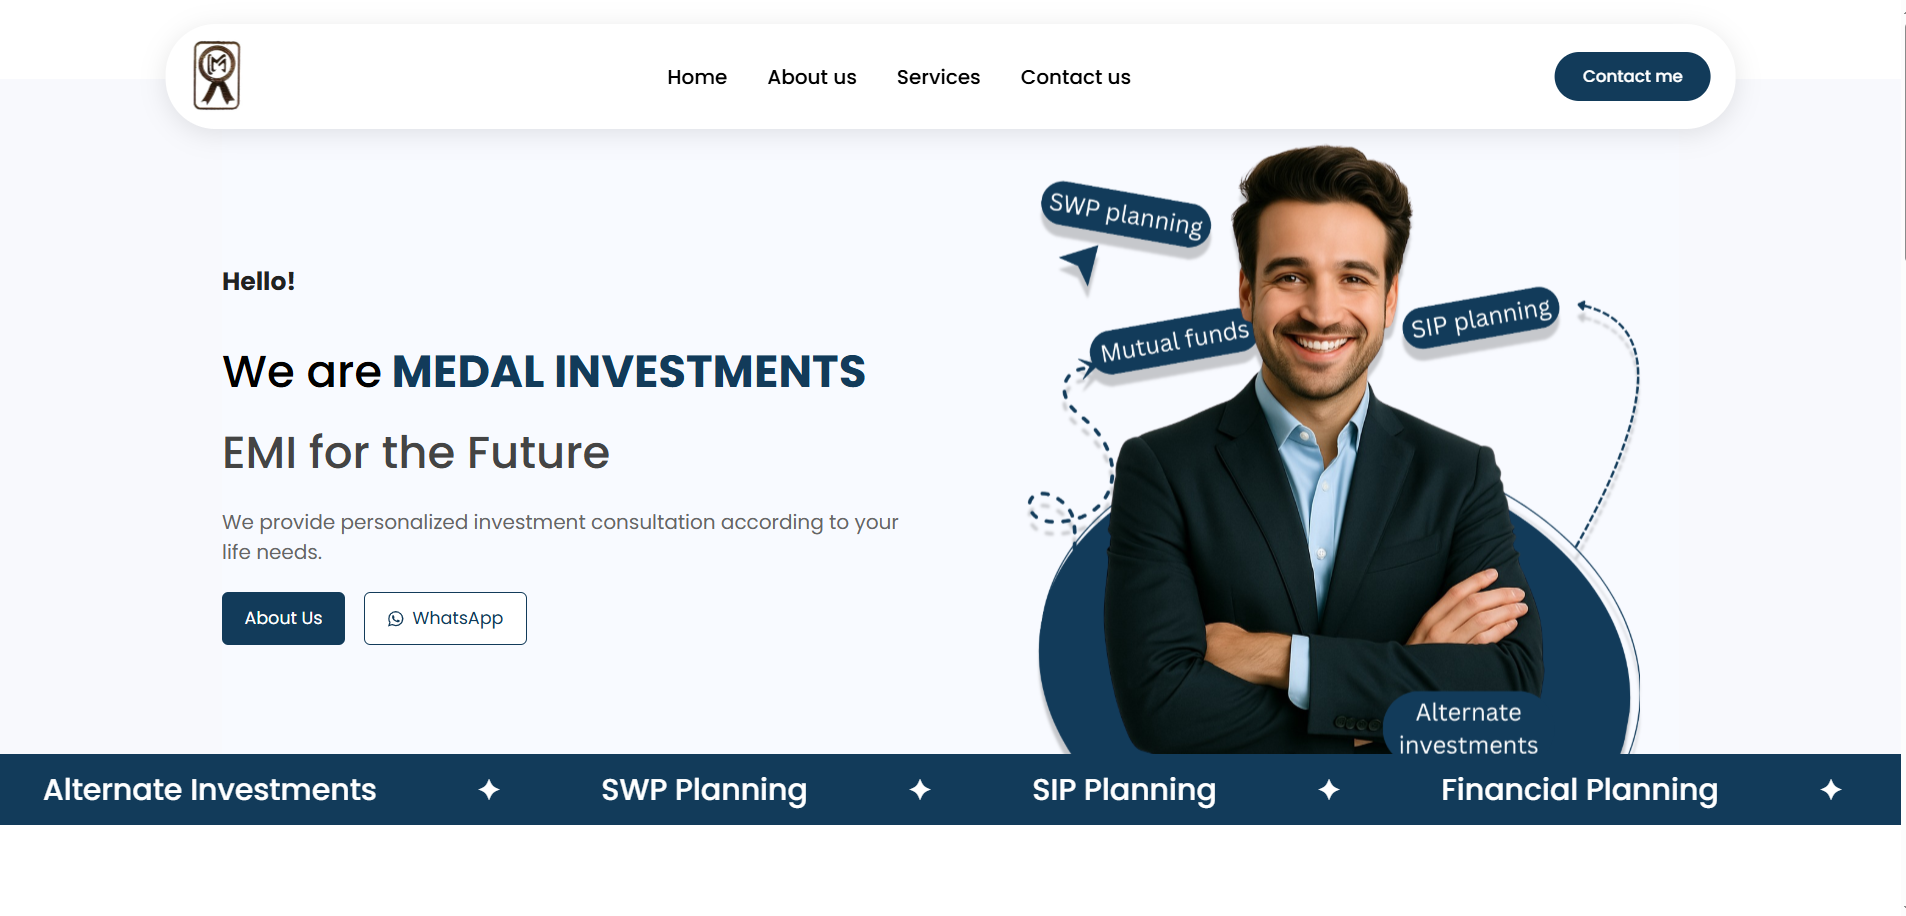 M
Home About us Services Contact us
Contact me
Hello!
We are MEDAL INVESTMENTS
EMI for the Future
We provide personalized investment consultation according to your
life needs.
About Us
WhatsApp
SWP planning
Mutual funds
SIP planning
Alternate
investments
Alternate Investments SWP Planning SIP Planning Financial Planning